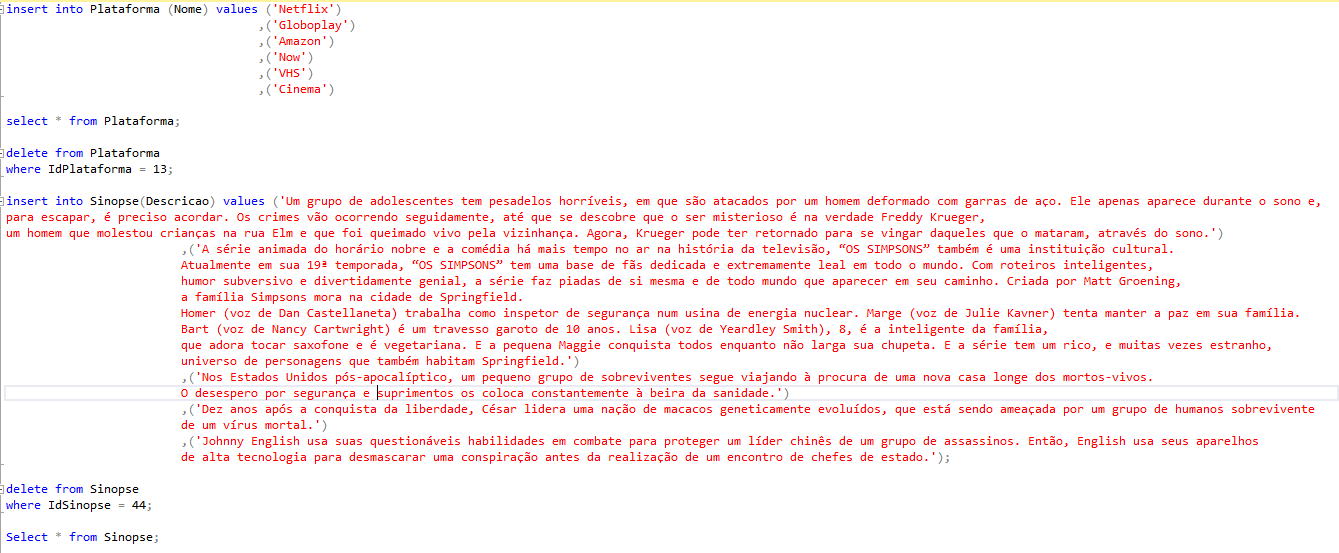 insert into Plataforma (Nome) values ('Netflix')
,('Globoplay')
,('Amazon')
,('Now')
,('VHS')
,('Cinema')
select * from Plataforma;
delete from Plataforma
where IdPlataforma = 13;
insert into Sinopse(Descricao) values ('Um grupo de adolescentes tem pesadelos horríveis, em que são atacados por um homem deformado com garras de aço. Ele apenas aparece durante o sono e,
para escapar, é preciso acordar. Os crimes vão ocorrendo seguidamente, até que se descobre que o ser misterioso é na verdade Freddy Krueger,
um homem que molestou crianças na rua Elm e que foi queimado vivo pela vizinhança. Agora, Krueger pode ter retornado para se vingar daqueles que o mataram, através do sono.')
,('A série animada do horário nobre e a comédia há mais tempo no ar na história da televisão, “OS SIMPSONS” também é uma instituição cultural.
Atualmente em sua 19ª temporada, “OS SIMPSONS” tem uma base de fãs dedicada e extremamente leal em todo o mundo. Com roteiros inteligentes,
humor subversivo e divertidamente genial, a série faz piadas de si mesma e de todo mundo que aparecer em seu caminho. Criada por Matt Groening,
a família Simpsons mora na cidade de Springfield.
Homer (voz de Dan Castellaneta) trabalha como inspetor de segurança num usina de energia nuclear. Marge (voz de Julie Kavner) tenta manter a paz em sua família.
Bart (voz de Nancy Cartwright) é um travesso garoto de 10 anos. Lisa (voz de Yeardley Smith), 8, é a inteligente da família,
que adora tocar saxofone e é vegetariana. E a pequena Maggie conquista todos enquanto não larga sua chupeta. E a série tem um rico, e muitas vezes estranho,
universo de personagens que também habitam Springfield.')
,('Nos Estados Unidos pós-apocalíptico, um pequeno grupo de sobreviventes segue viajando à procura de uma nova casa longe dos mortos-vivos.
O desespero por segurança e suprimentos os coloca constantemente à beira da sanidade.')
,('Dez anos após a conquista da liberdade, César lidera uma nação de macacos geneticamente evoluídos, que está sendo ameaçada por um grupo de humanos sobrevivente
de um vírus mortal.')
,('Johnny English usa suas questionáveis habilidades em combate para proteger um líder chinês de um grupo de assassinos. Então, English usa seus aparelhos
de alta tecnologia para desmascarar uma conspiração antes da realização de um encontro de chefes de estado.');
delete from Sinopse
where IdSinopse = 44;
Select * from Sinopse;